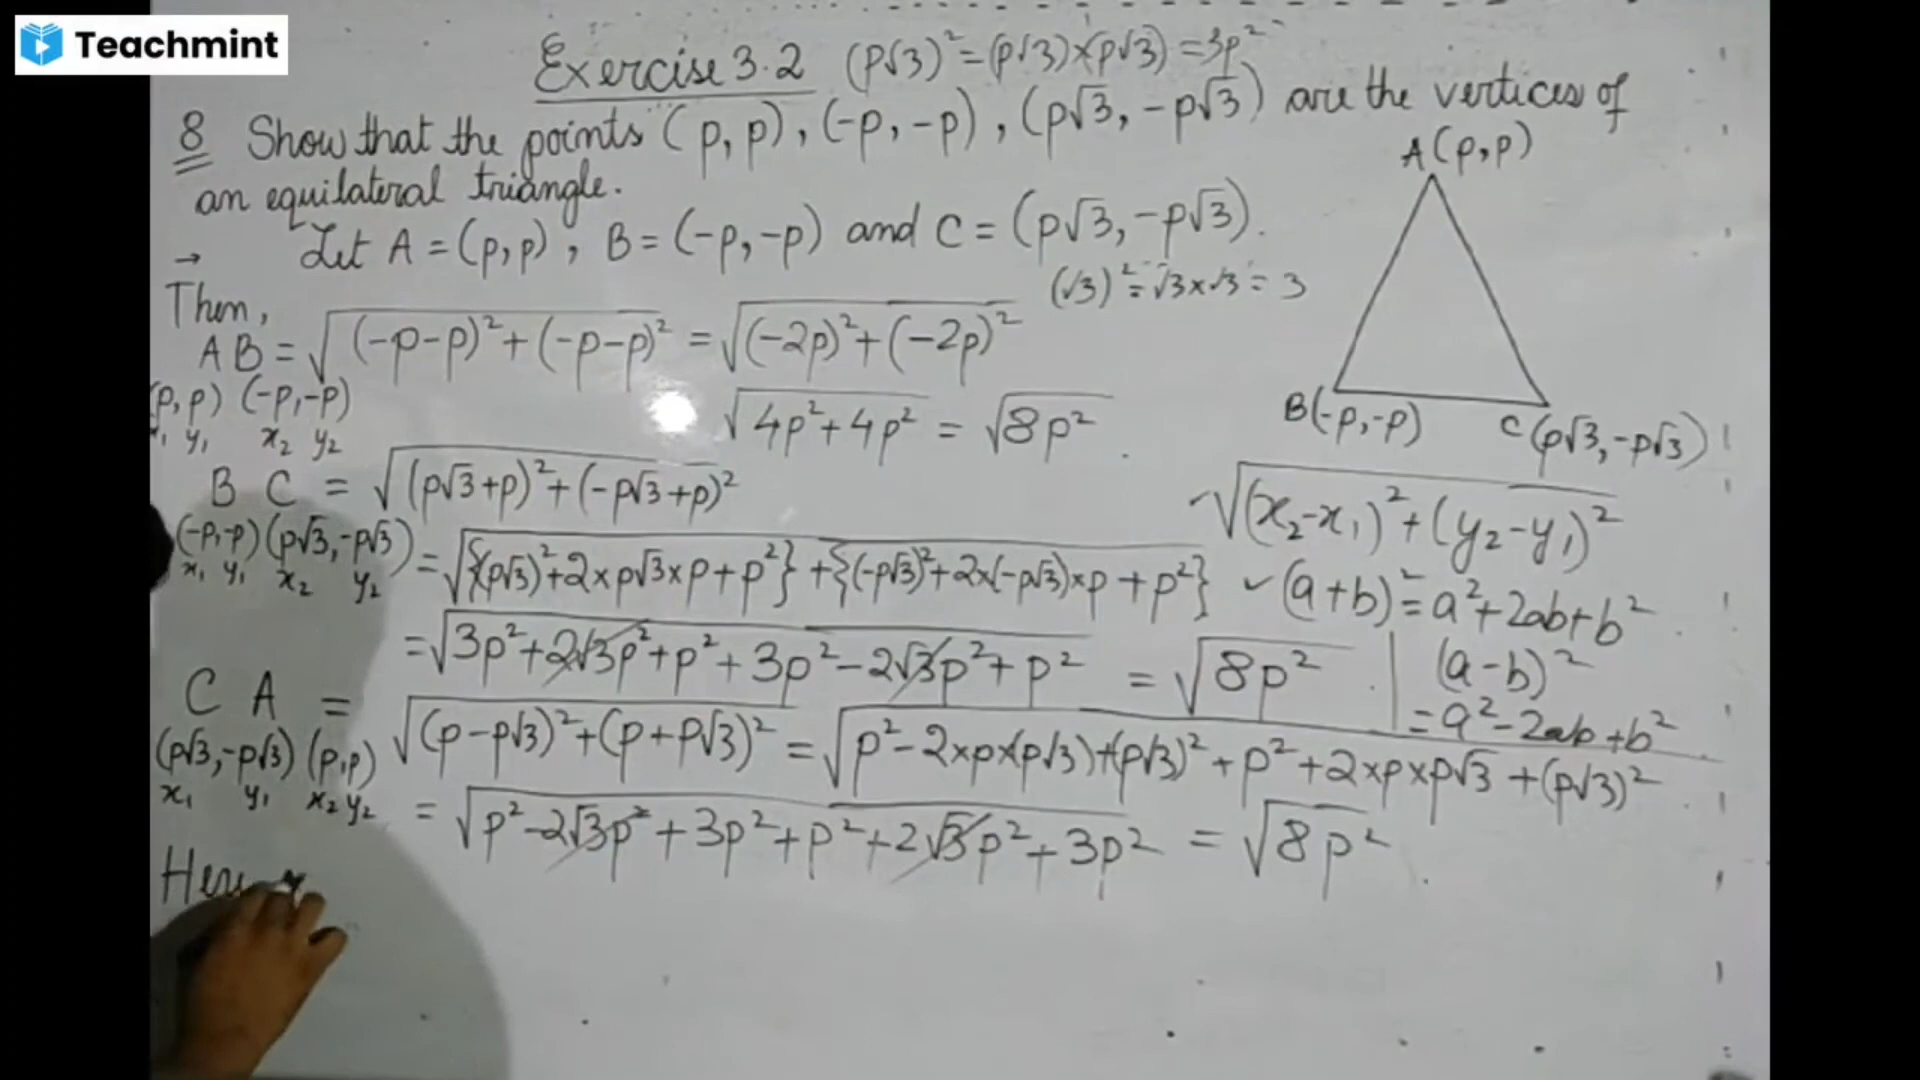 Teachmint
Exercise 3.2 (p√3)² = (p√3)×(p√3) = 3p²
8 Show that the points (p, p), (-p, -p), (p√3, -p√3) are the vertices of
an equilateral triangle.
A(p,p)
Let A = (p, p), B = (-p, -p) and C = (p√3, -p√3).
(√3)² = √3×√3 = 3
→
Then,
AB = √(-p-p)²+(-p-p)² = √(-2p)²+(-2p)²
(p, p) (-p,-p)
y₁ x₂ y₂
√4p²+4p² = √8p²
B(-p,-p) C(p√3,-p√3)
B C = √(p√3+p)²+(-p√3+p)²
√(x₂-x₁)²+(y₂-y₁)²
(-p,-p)(p√3,-p√3) = √{(p√3)²+2×p√3×p+p²}+{(-p√3)²+2×(-p√3)×p+p²}
x₁ y₁ x₂ y₂
(a+b)² = a²+2ab+b²
= √3p²+2√3p²+p²+3p²-2√3p²+p² = √8p²
(a-b)²
= a²-2ab+b²
C A = √(p-p√3)²+(p+p√3)² = √p²-2×p×(p√3)+(p√3)²+p²+2×p×p√3+(p√3)²
(p√3,-p√3) (p,p)
x₁ y₁ x₂ y₂
= √p²-2√3p²+3p²+p²+2√3p²+3p² = √8p²